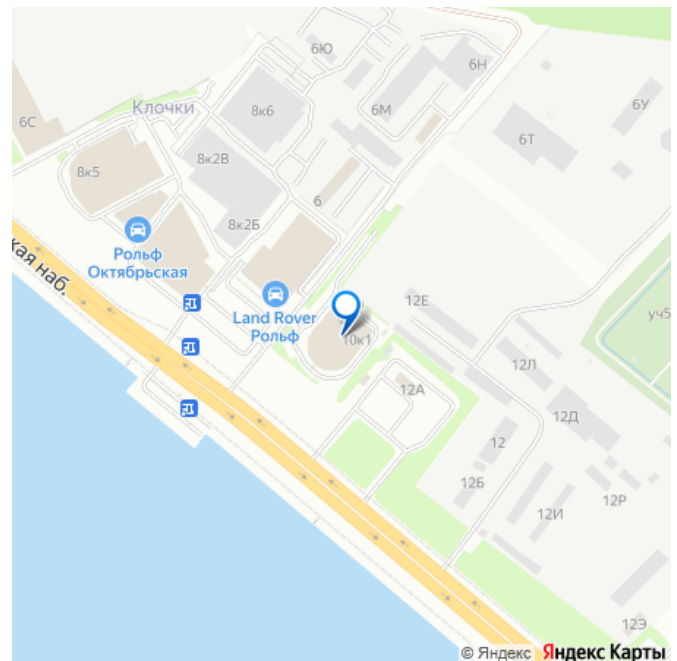 6Ю
6Н
8к6
Клочки
6М
6У
6С
6Т
8к2В
8к5
6
8к2Б
Рольф
Октябрьская
кая наб.
12Е
Land Rover
Рольф
уч5
10к1
12Л
12А
12Д
12
12Б
12Р
12И
12Э
© Яндекс Яндекс Карты